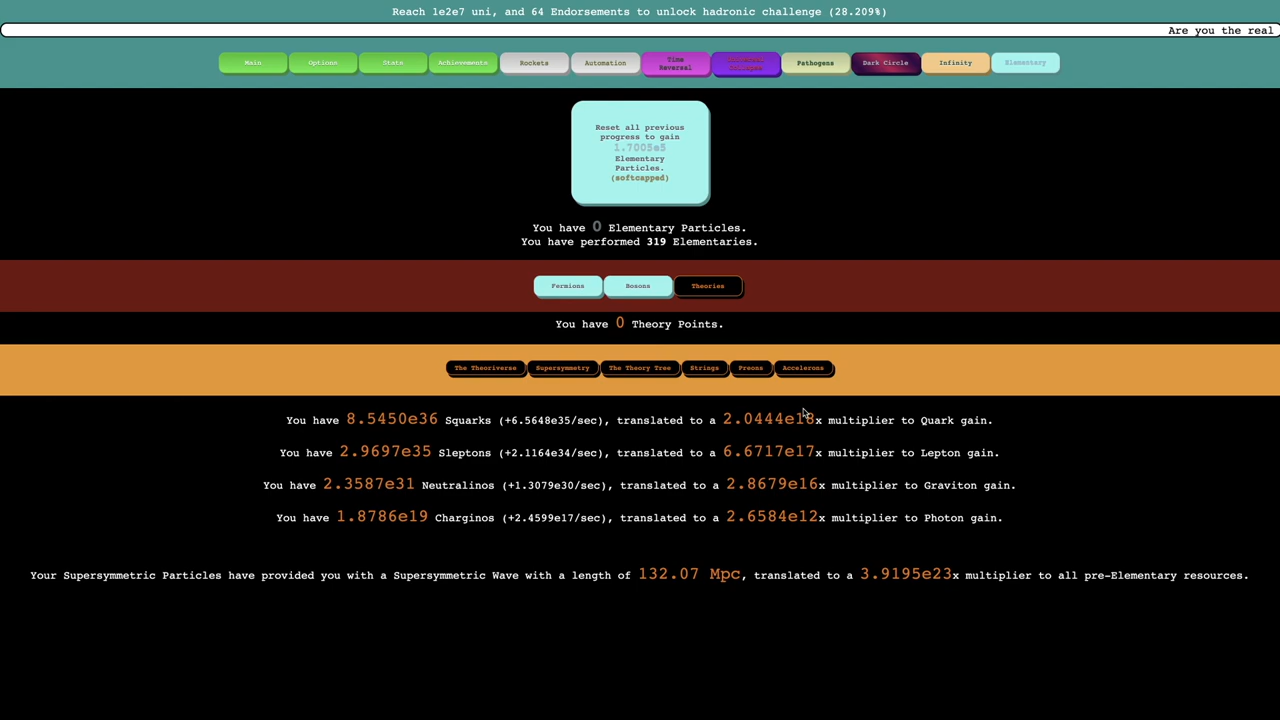 Reach 1e2e7 uni, and 64 Endorsements to unlock hadronic challenge (28.209%)
Are you the real
Main Options Stats Achievements Rockets Automation Time Reversal Universal Collapse Pathogens Dark Circle Infinity Elementary
Reset all previous
progress to gain
1.7005e5
Elementary
Particles.
(softcapped)
You have 0 Elementary Particles.
You have performed 319 Elementaries.
Fermions Bosons Theories
You have 0 Theory Points.
The Theoriverse Supersymmetry The Theory Tree Strings Preons Accelerons
You have 8.5450e36 Squarks (+6.5648e35/sec), translated to a 2.0444e18x multiplier to Quark gain.
You have 2.9697e35 Sleptons (+2.1164e34/sec), translated to a 6.6717e17x multiplier to Lepton gain.
You have 2.3587e31 Neutralinos (+1.3079e30/sec), translated to a 2.8679e16x multiplier to Graviton gain.
You have 1.8786e19 Charginos (+2.4599e17/sec), translated to a 2.6584e12x multiplier to Photon gain.
Your Supersymmetric Particles have provided you with a Supersymmetric Wave with a length of 132.07 Mpc, translated to a 3.9195e23x multiplier to all pre-Elementary resources.